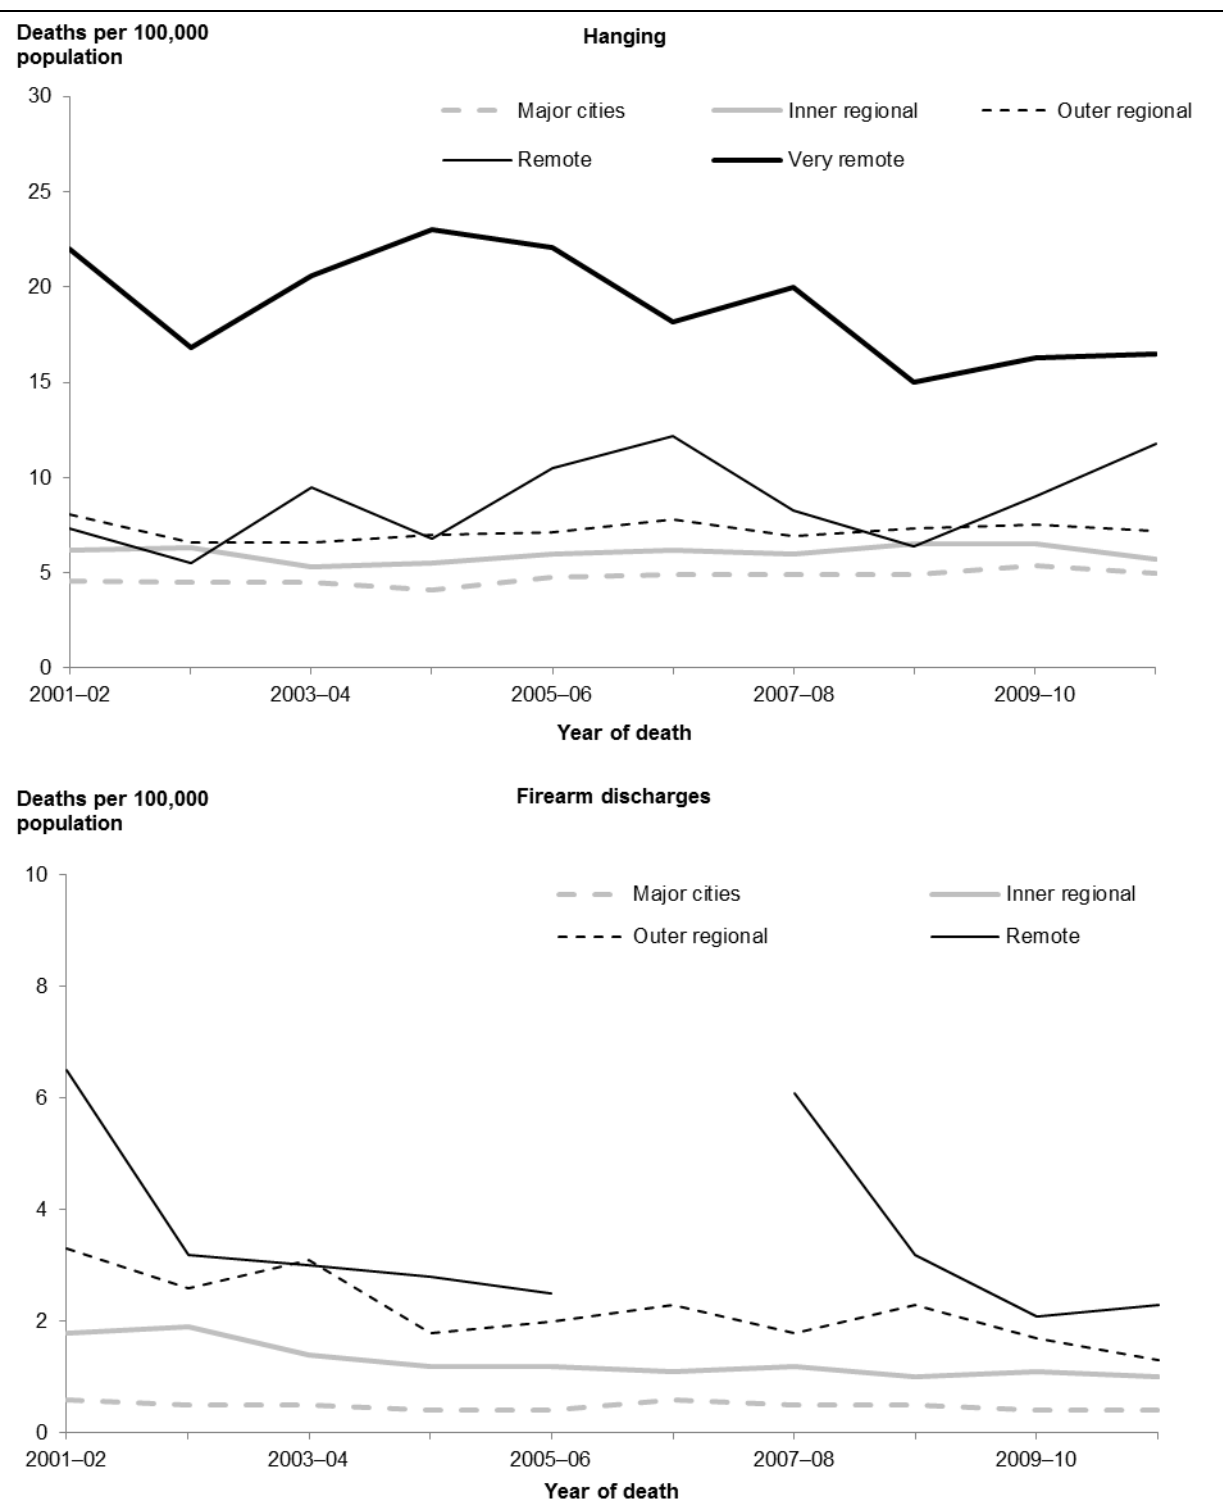 Deaths per 100,000
population
Hanging
30
Major cities
Inner regional
Outer regional
Remote
Very remote
25
20
15
10
5
0
2001–02
2003–04
2005–06
2007–08
2009–10
Year of death
Deaths per 100,000
population
Firearm discharges
10
Major cities
Inner regional
Outer regional
Remote
8
6
4
2
0
2001–02
2003–04
2005–06
2007–08
2009–10
Year of death